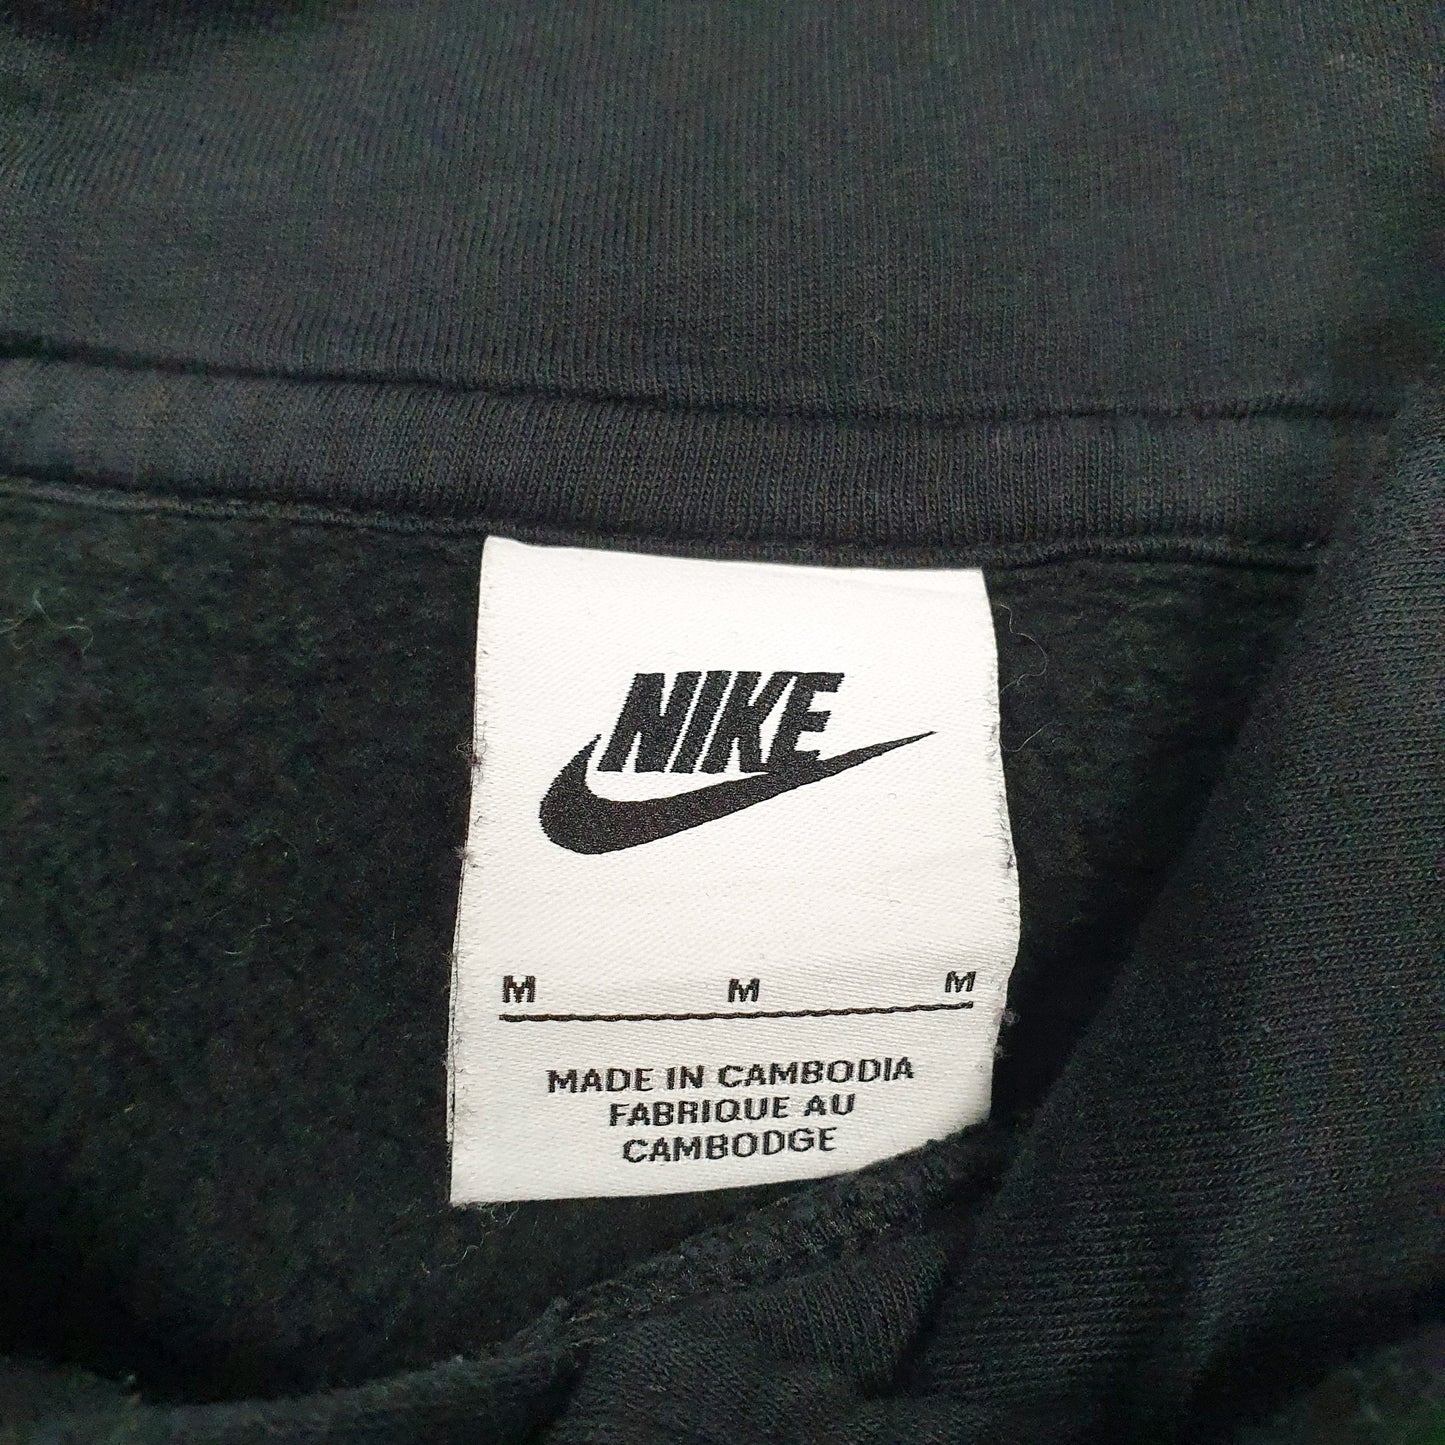 NIKE
M M M
MADE IN CAMBODIA
FABRIQUE AU
CAMBODGE